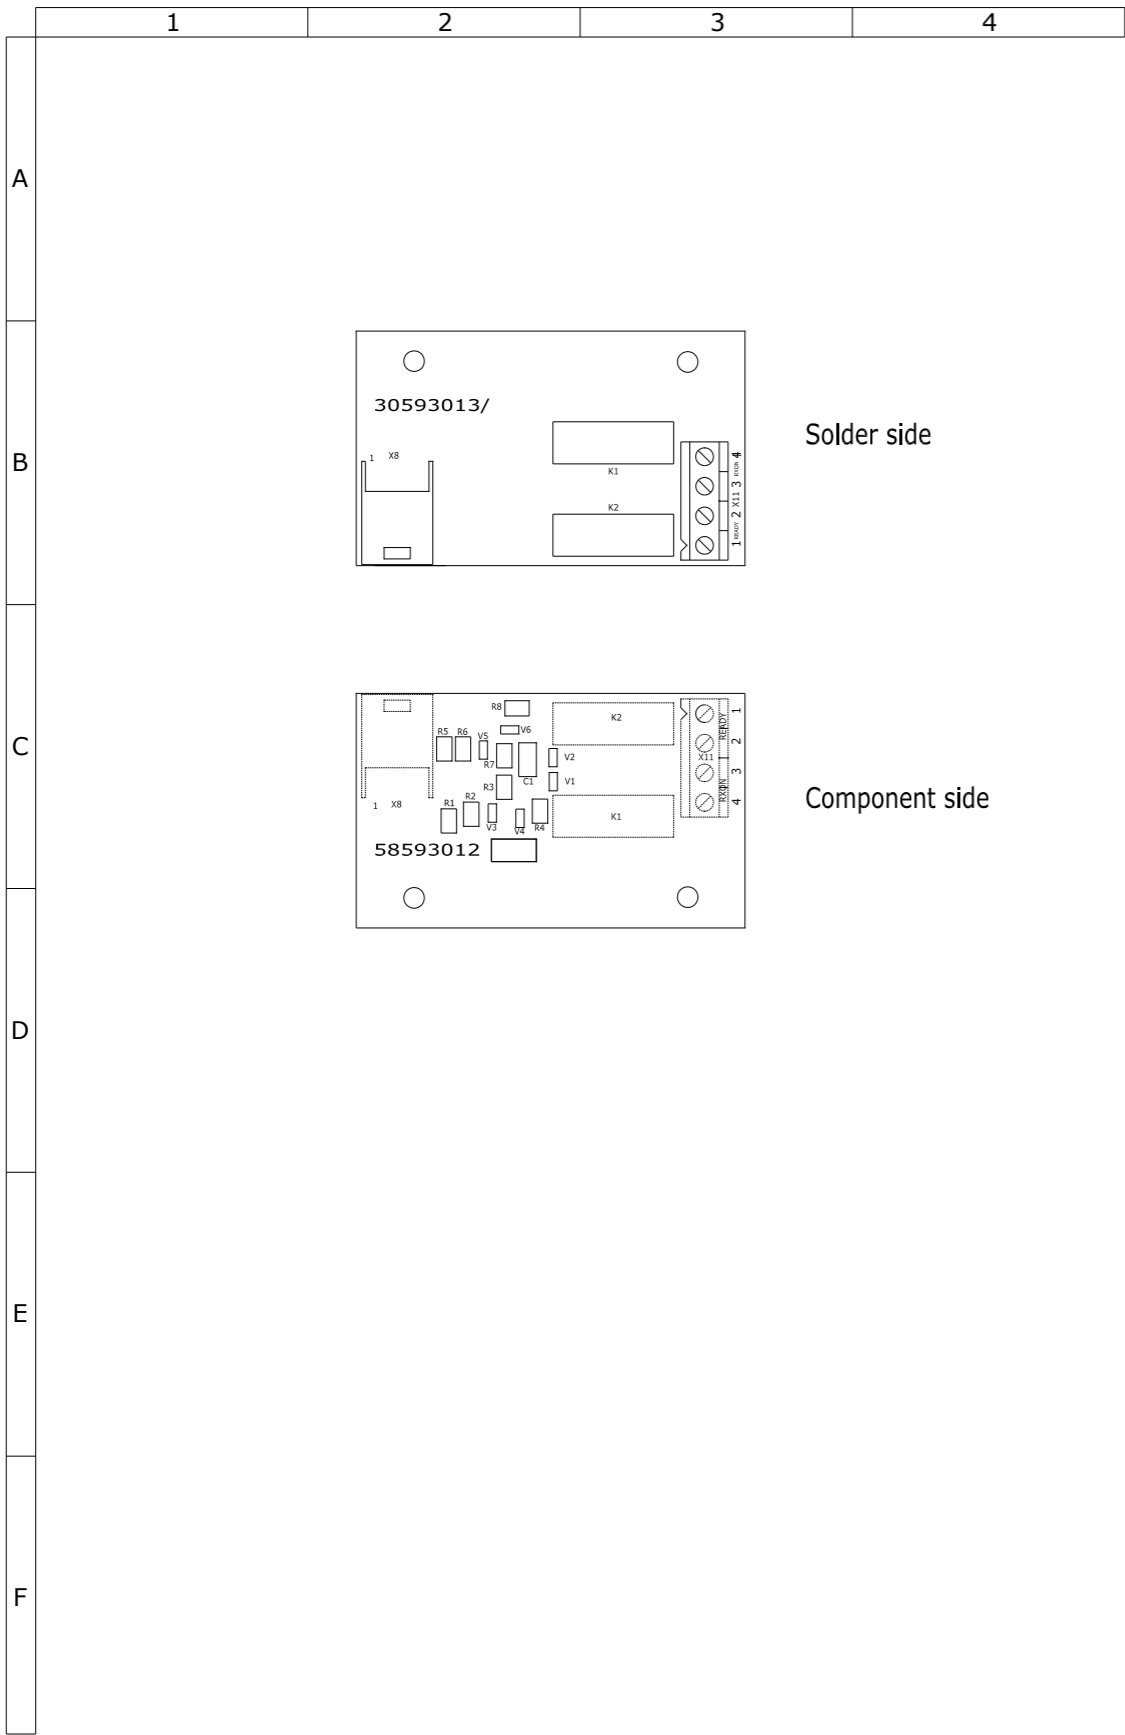 1 2 3 4
A
B
30593013/
1 X8
K1
K2
1 READY 2 X11 3 RXON 4
Solder side
C
R8
K2
V6
R5 R6 V5
R7
C1
V2
V1
R3
1 X8
R1 R2
V3 V4 R4
K1
1 READY 2
X11
3 RXON 4
58593012
Component side
D
E
F